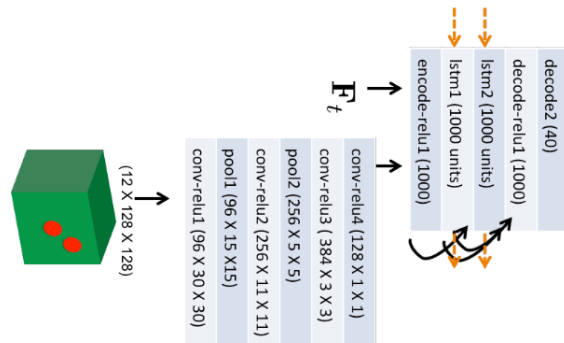 (12 X 128 X 128)
conv-relu1 (96 X 30 X 30)
pool1 (96 X 15 X15)
conv-relu2 (256 X 11 X 11)
pool2 (256 X 5 X 5)
conv-relu3 ( 384 X 3 X 3)
conv-relu4 (128 X 1 X 1)
F_t
encode-relu1 (1000)
lstm1 (1000 units)
lstm2 (1000 units)
decode-relu1 (1000)
decode2 (40)